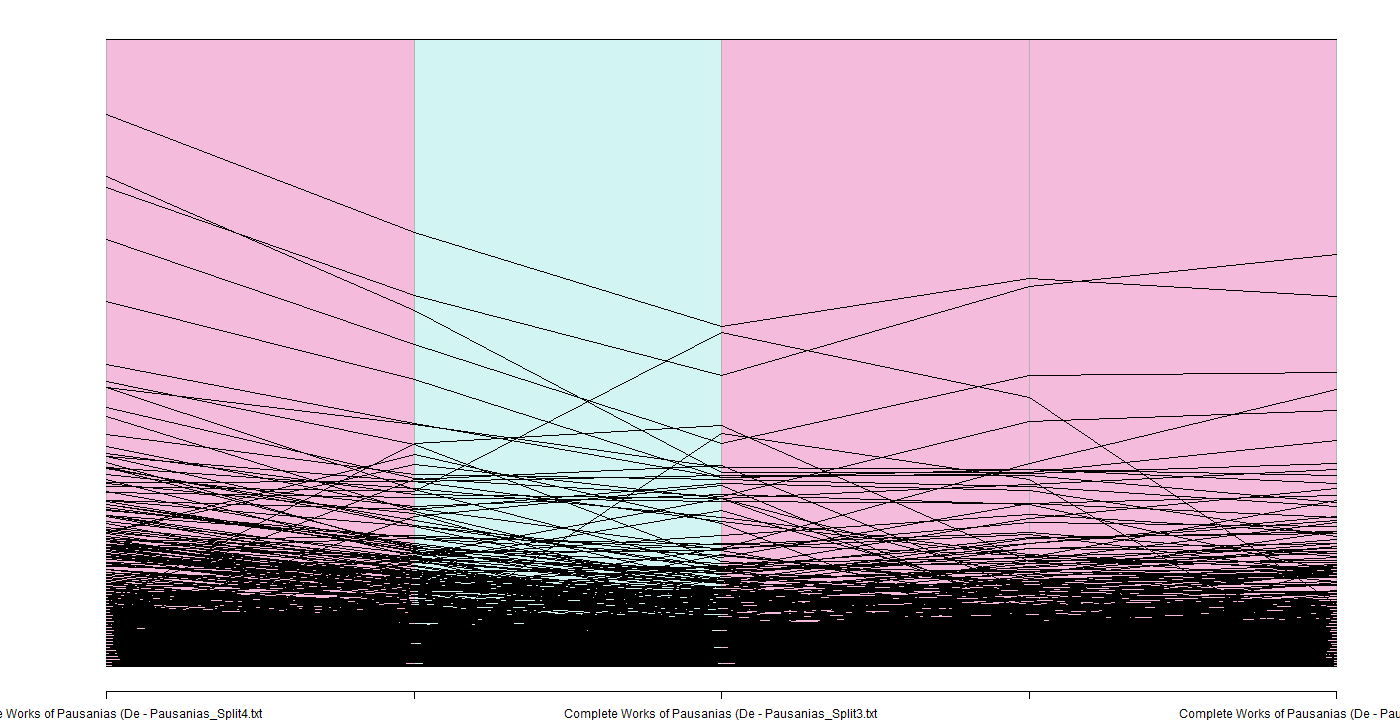 e Works of Pausanias (De - Pausanias_Split4.txt
Complete Works of Pausanias (De - Pausanias_Split3.txt
Complete Works of Pausanias (De - Pau